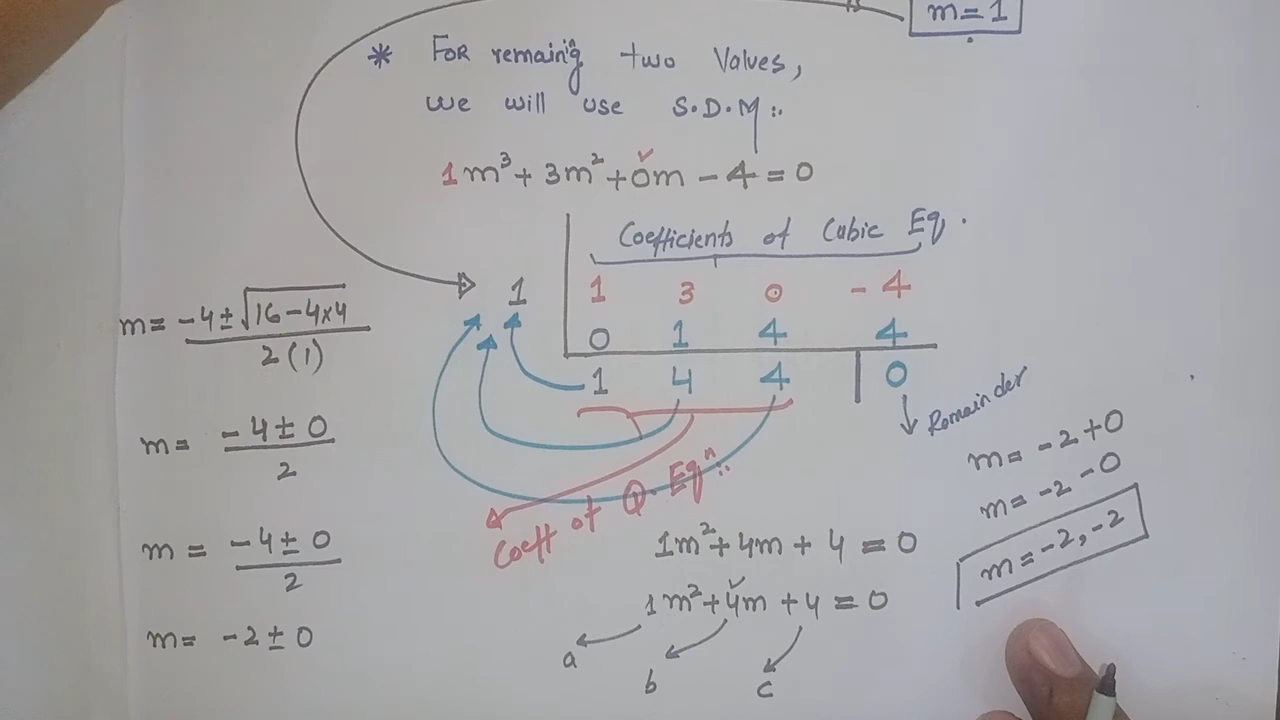 m=1
* FOR remaining two Values,
we will use S.D.M:.
1m³ + 3m² + 0m - 4 = 0
Coefficients of Cubic Eq.
1 1 3 0 -4
0 1 4 4
1 4 4 0
Remainder
Coeff of Q. Eqⁿ:.
1m² + 4m + 4 = 0
1m² + 4m + 4 = 0
a b c
m= -4 ± √16-4×4 / 2(1)
m= -4 ± 0 / 2
m= -4 ± 0 / 2
m= -2 ± 0
m= -2+0
m= -2-0
m= -2, -2